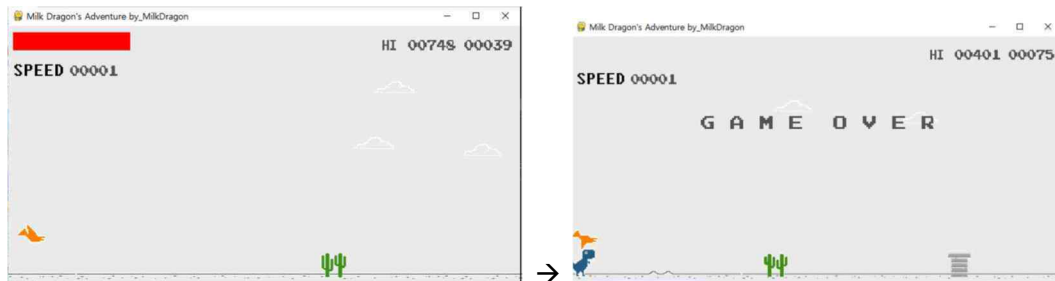 Milk Dragon's Adventure by_MilkDragon
HI 00748 00039
SPEED 00001
Milk Dragon's Adventure by_MilkDragon
HI 00401 00075
SPEED 00001
GAME OVER